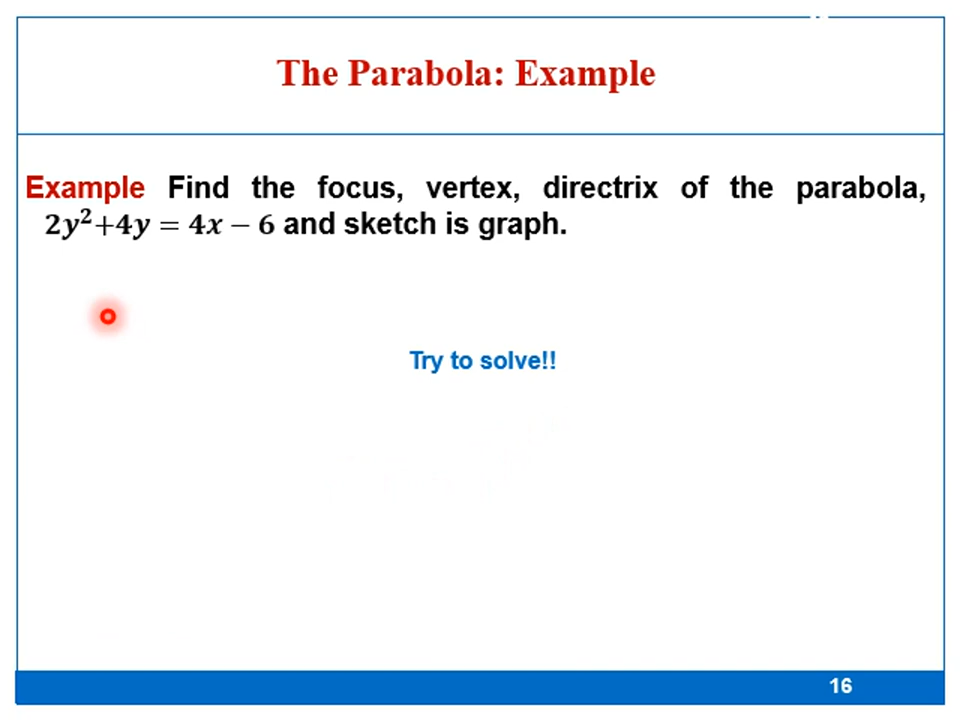 The Parabola: Example
Example Find the focus, vertex, directrix of the parabola,
2y²+4y = 4x − 6 and sketch is graph.
Try to solve!!
16